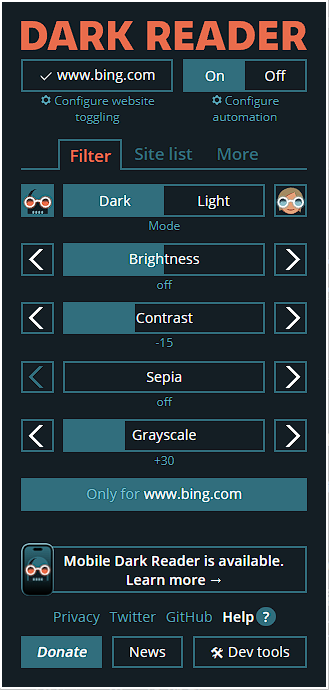 DARK READER
✓ www.bing.com
On Off
Configure website
toggling
Configure
automation
Filter Site list More
Dark Light
Mode
Brightness
off
Contrast
-15
Sepia
off
Grayscale
+30
Only for www.bing.com
Mobile Dark Reader is available.
Learn more →
Privacy Twitter GitHub Help ?
Donate News 🛠 Dev tools